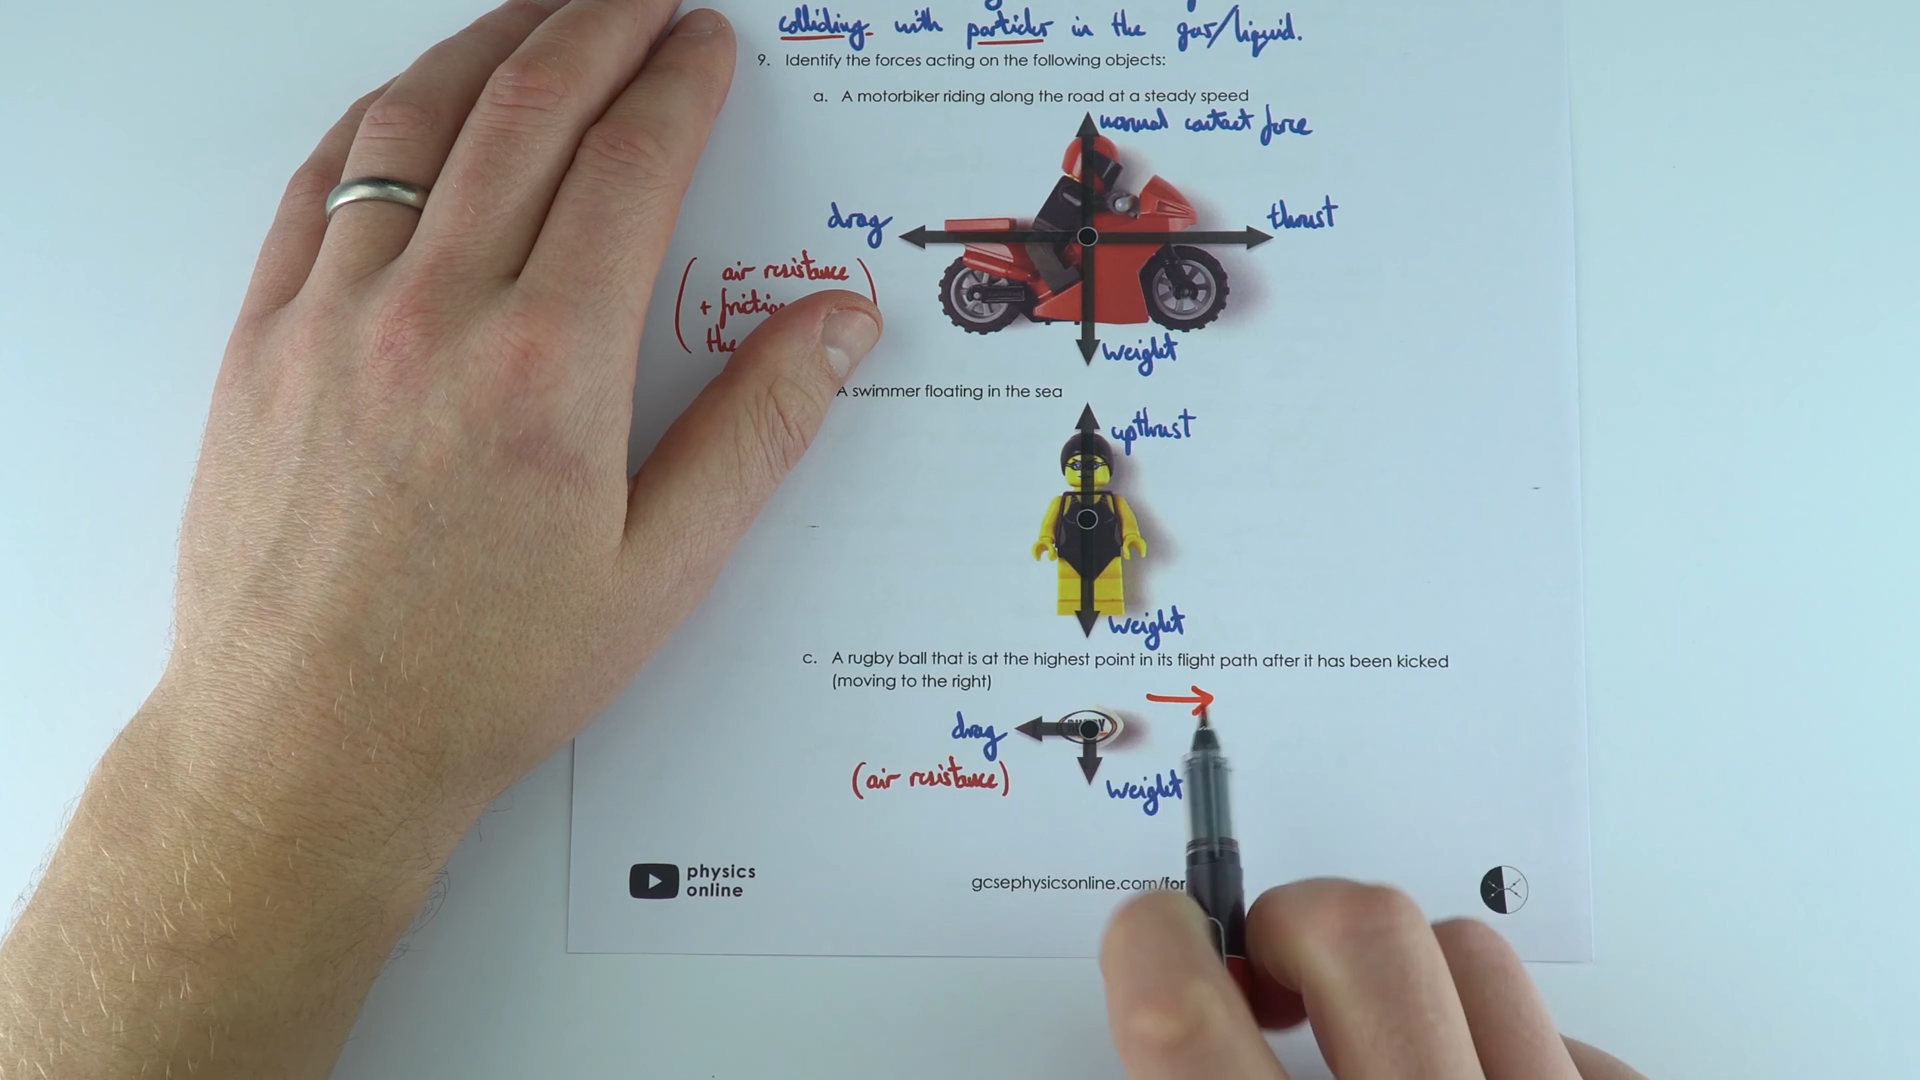 colliding with particles in the gas/liquid.
9. Identify the forces acting on the following objects:
a. A motorbiker riding along the road at a steady speed
normal contact force
drag
thrust
(air resistance
+ friction
the
weight
A swimmer floating in the sea
upthrust
weight
c. A rugby ball that is at the highest point in its flight path after it has been kicked
(moving to the right)
drag
(air resistance)
weight
physics
online
gcsephysicsonline.com/for